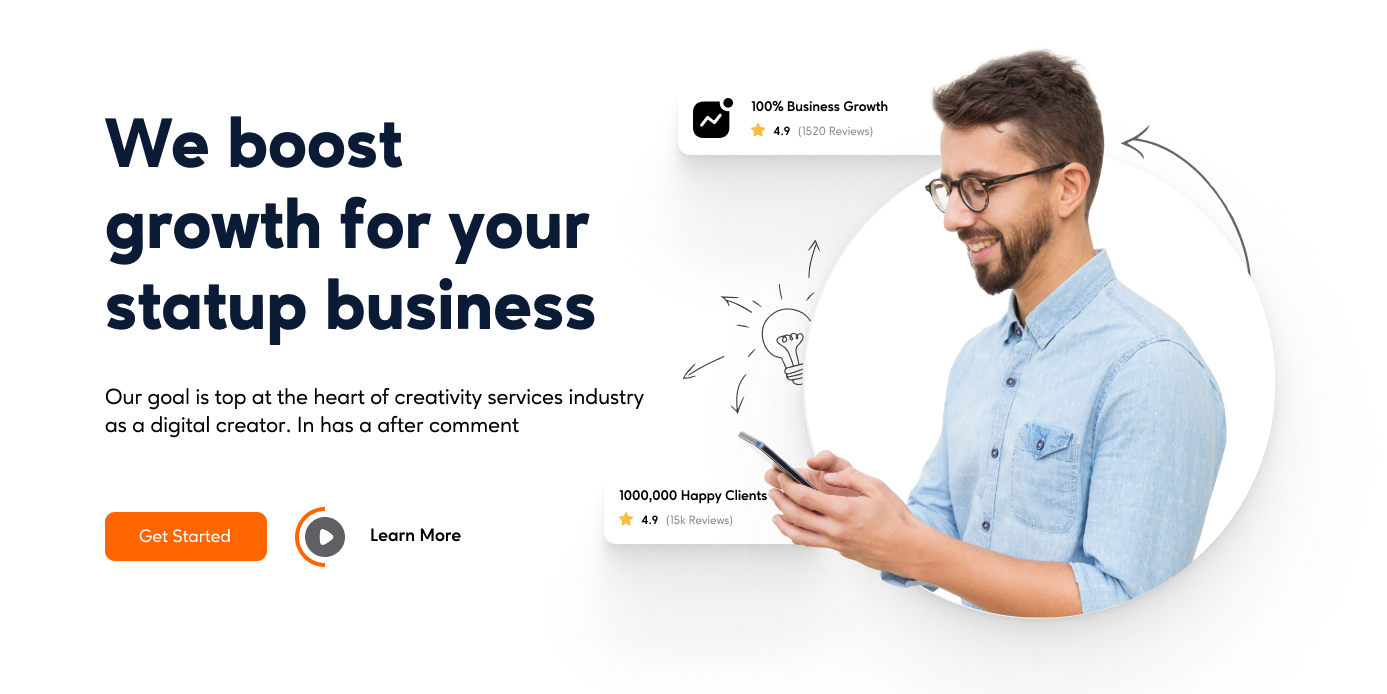 We boost
growth for your
statup business
Our goal is top at the heart of creativity services industry
as a digital creator. In has a after comment
Get Started
Learn More
100% Business Growth
4.9 (1520 Reviews)
1000,000 Happy Clients
4.9 (15k Reviews)